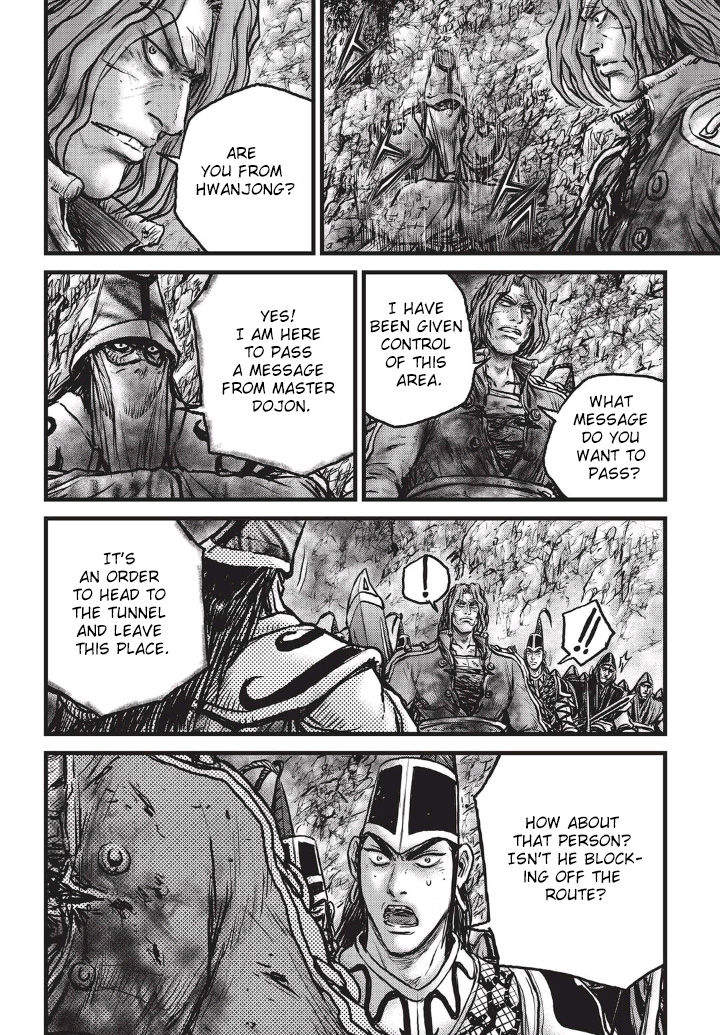 ARE
YOU FROM
HWANJONG?
YES!
I AM HERE
TO PASS
A MESSAGE
FROM MASTER
DOJON.
I HAVE
BEEN GIVEN
CONTROL
OF THIS
AREA.
WHAT
MESSAGE
DO YOU
WANT TO
PASS?
IT'S
AN ORDER
TO HEAD TO
THE TUNNEL
AND LEAVE
THIS PLACE.
!
!!
HOW ABOUT
THAT PERSON?
ISN'T HE BLOCK-
ING OFF THE
ROUTE?